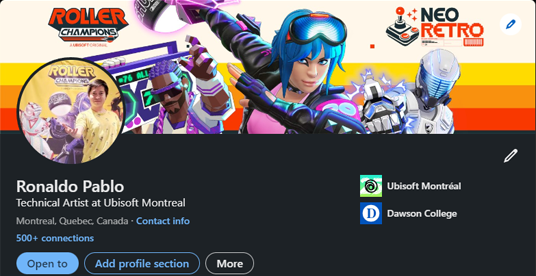 ROLLER
CHAMPIONS
A UBISOFT ORIGINAL
NEO
RETRO
ROLLER
CHAMPIONS
Ronaldo Pablo
Technical Artist at Ubisoft Montreal
Montreal, Quebec, Canada · Contact info
500+ connections
Ubisoft Montréal
Dawson College
Open to
Add profile section
More